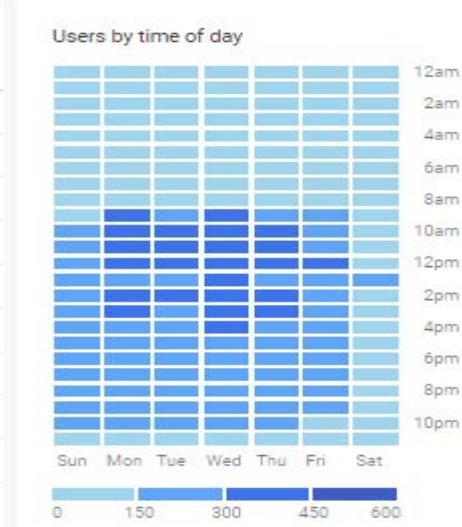 Users by time of day
12am
2am
4am
6am
8am
10am
12pm
2pm
4pm
6pm
8pm
10pm
Sun Mon Tue Wed Thu Fri Sat
0 150 300 450 600